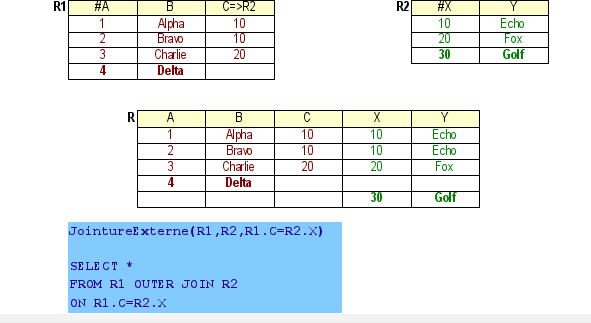 R1 #A B C=>R2 R2 #X Y
1 Alpha 10 10 Echo
2 Bravo 10 20 Fox
3 Charlie 20 30 Golf
4 Delta
R A B C X Y
1 Alpha 10 10 Echo
2 Bravo 10 10 Echo
3 Charlie 20 20 Fox
4 Delta
30 Golf
JointureExterne(R1,R2,R1.C=R2.X)
SELECT *
FROM R1 OUTER JOIN R2
ON R1.C=R2.X